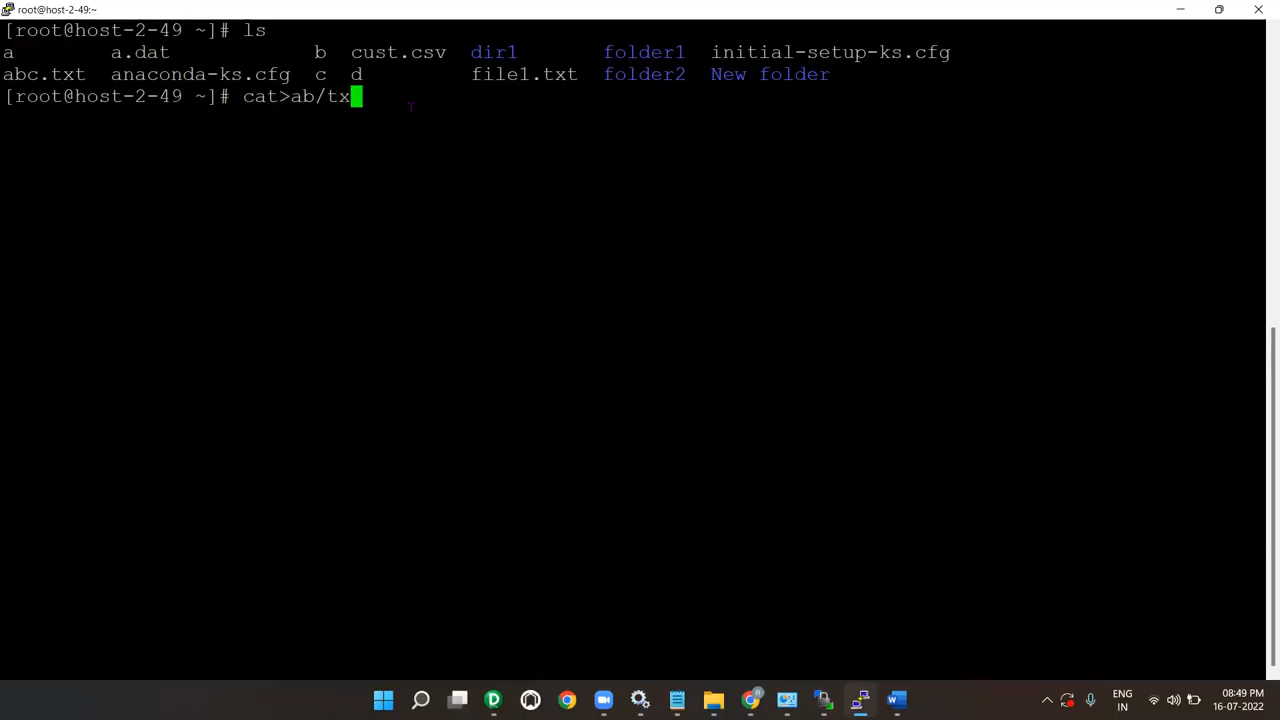 root@host-2-49:~
[root@host-2-49 ~]# ls
a a.dat b cust.csv dir1 folder1 initial-setup-ks.cfg
abc.txt anaconda-ks.cfg c d file1.txt folder2 New folder
[root@host-2-49 ~]# cat>ab/tx
ENG
IN
08:49 PM
16-07-2022